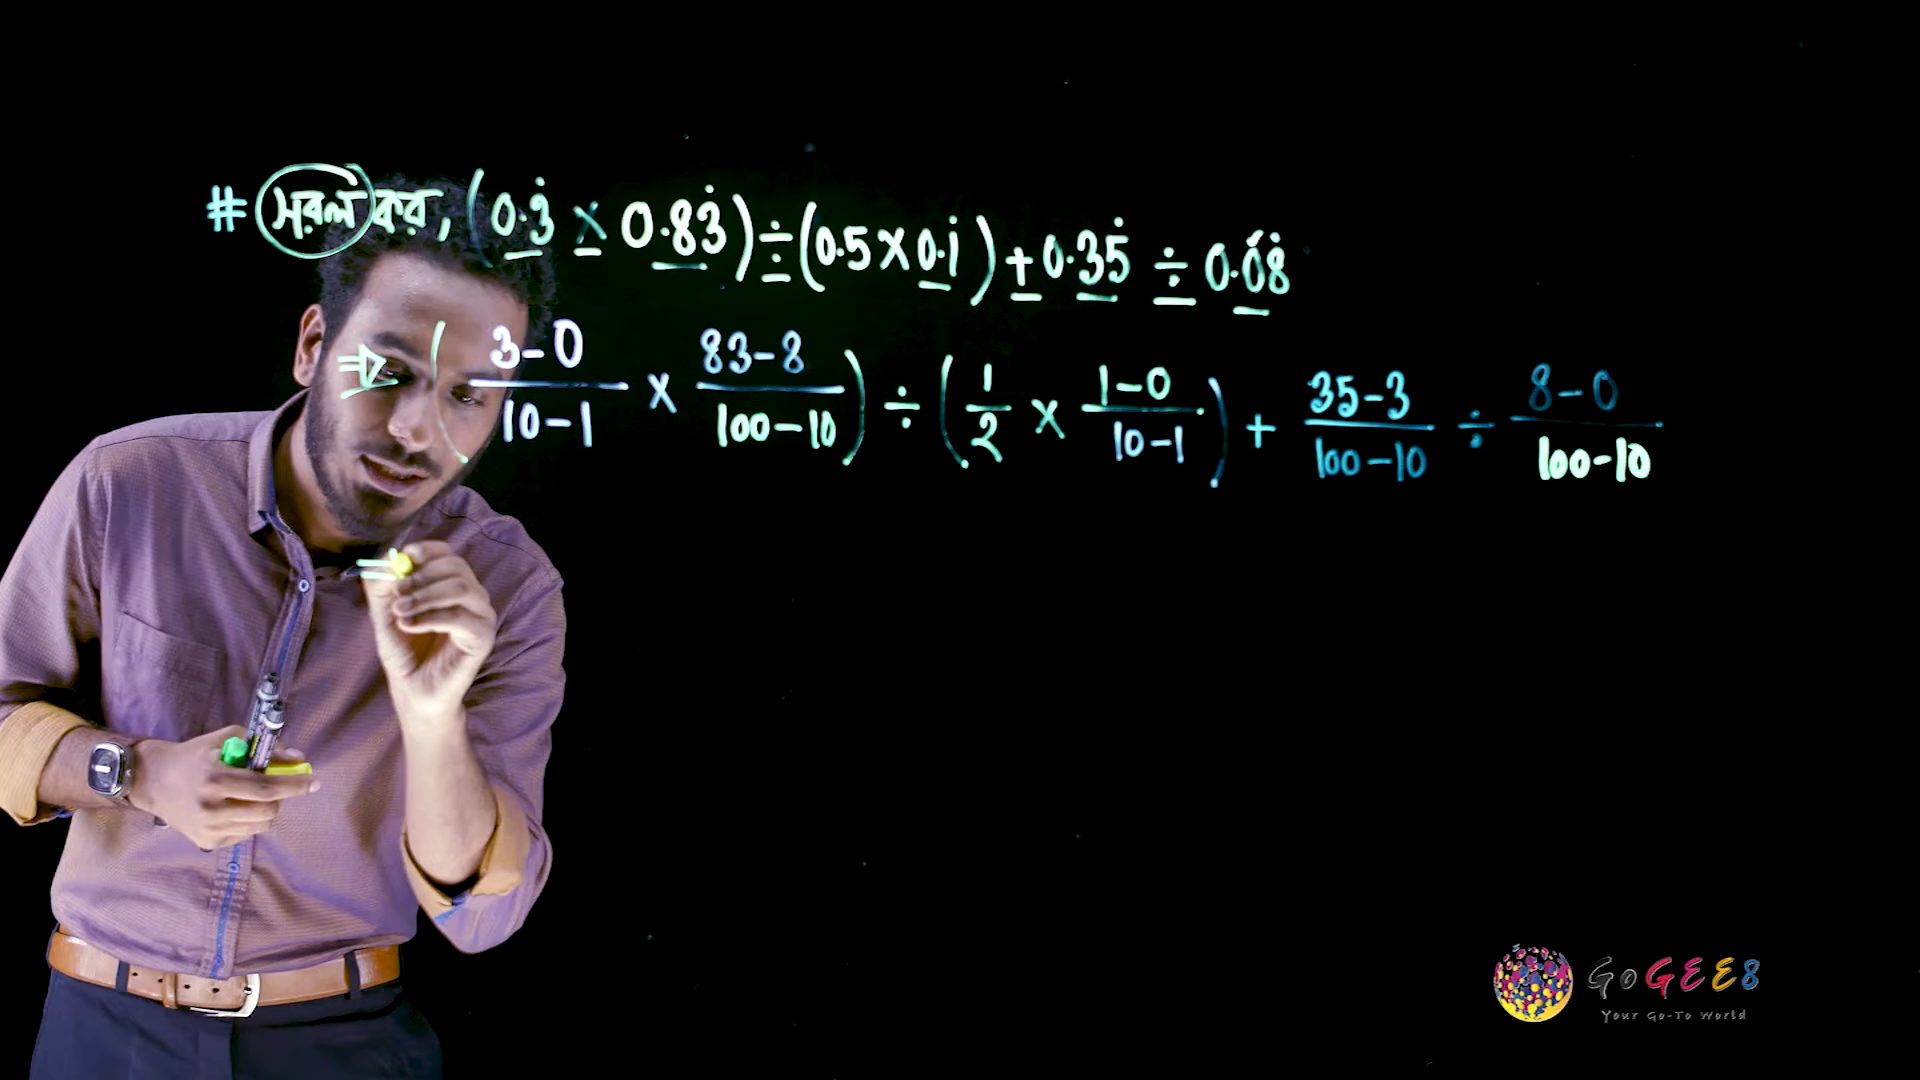 # সরল কর, (0.3̇ × 0.83̇) ÷ (0.5 × 0.1̇) + 0.35̇ ÷ 0.0̇8̇
⇒ (3-0/10-1 × 83-8/100-10) ÷ (1/2 × 1-0/10-1) + 35-3/100-10 ÷ 8-0/100-10
=
GoGEE8
Your Go-To World